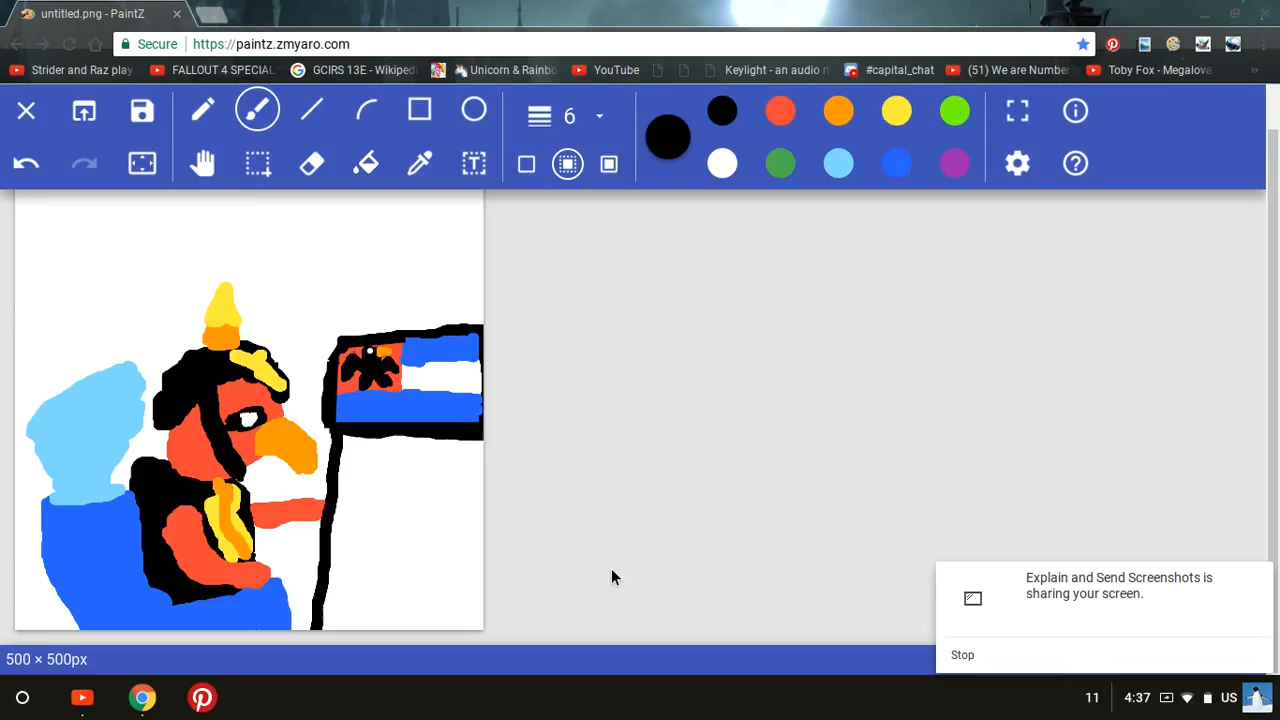 untitled.png - PaintZ
Secure https://paintz.zmyaro.com
Strider and Raz play
FALLOUT 4 SPECIAL
GCIRS 13E - Wikiped
Unicorn & Rainbo
YouTube
Keylight - an audio ri
#capital_chat
(51) We are Number
Toby Fox - Megalova
6
Explain and Send Screenshots is
sharing your screen.
Stop
500 × 500px
11
4:37
US